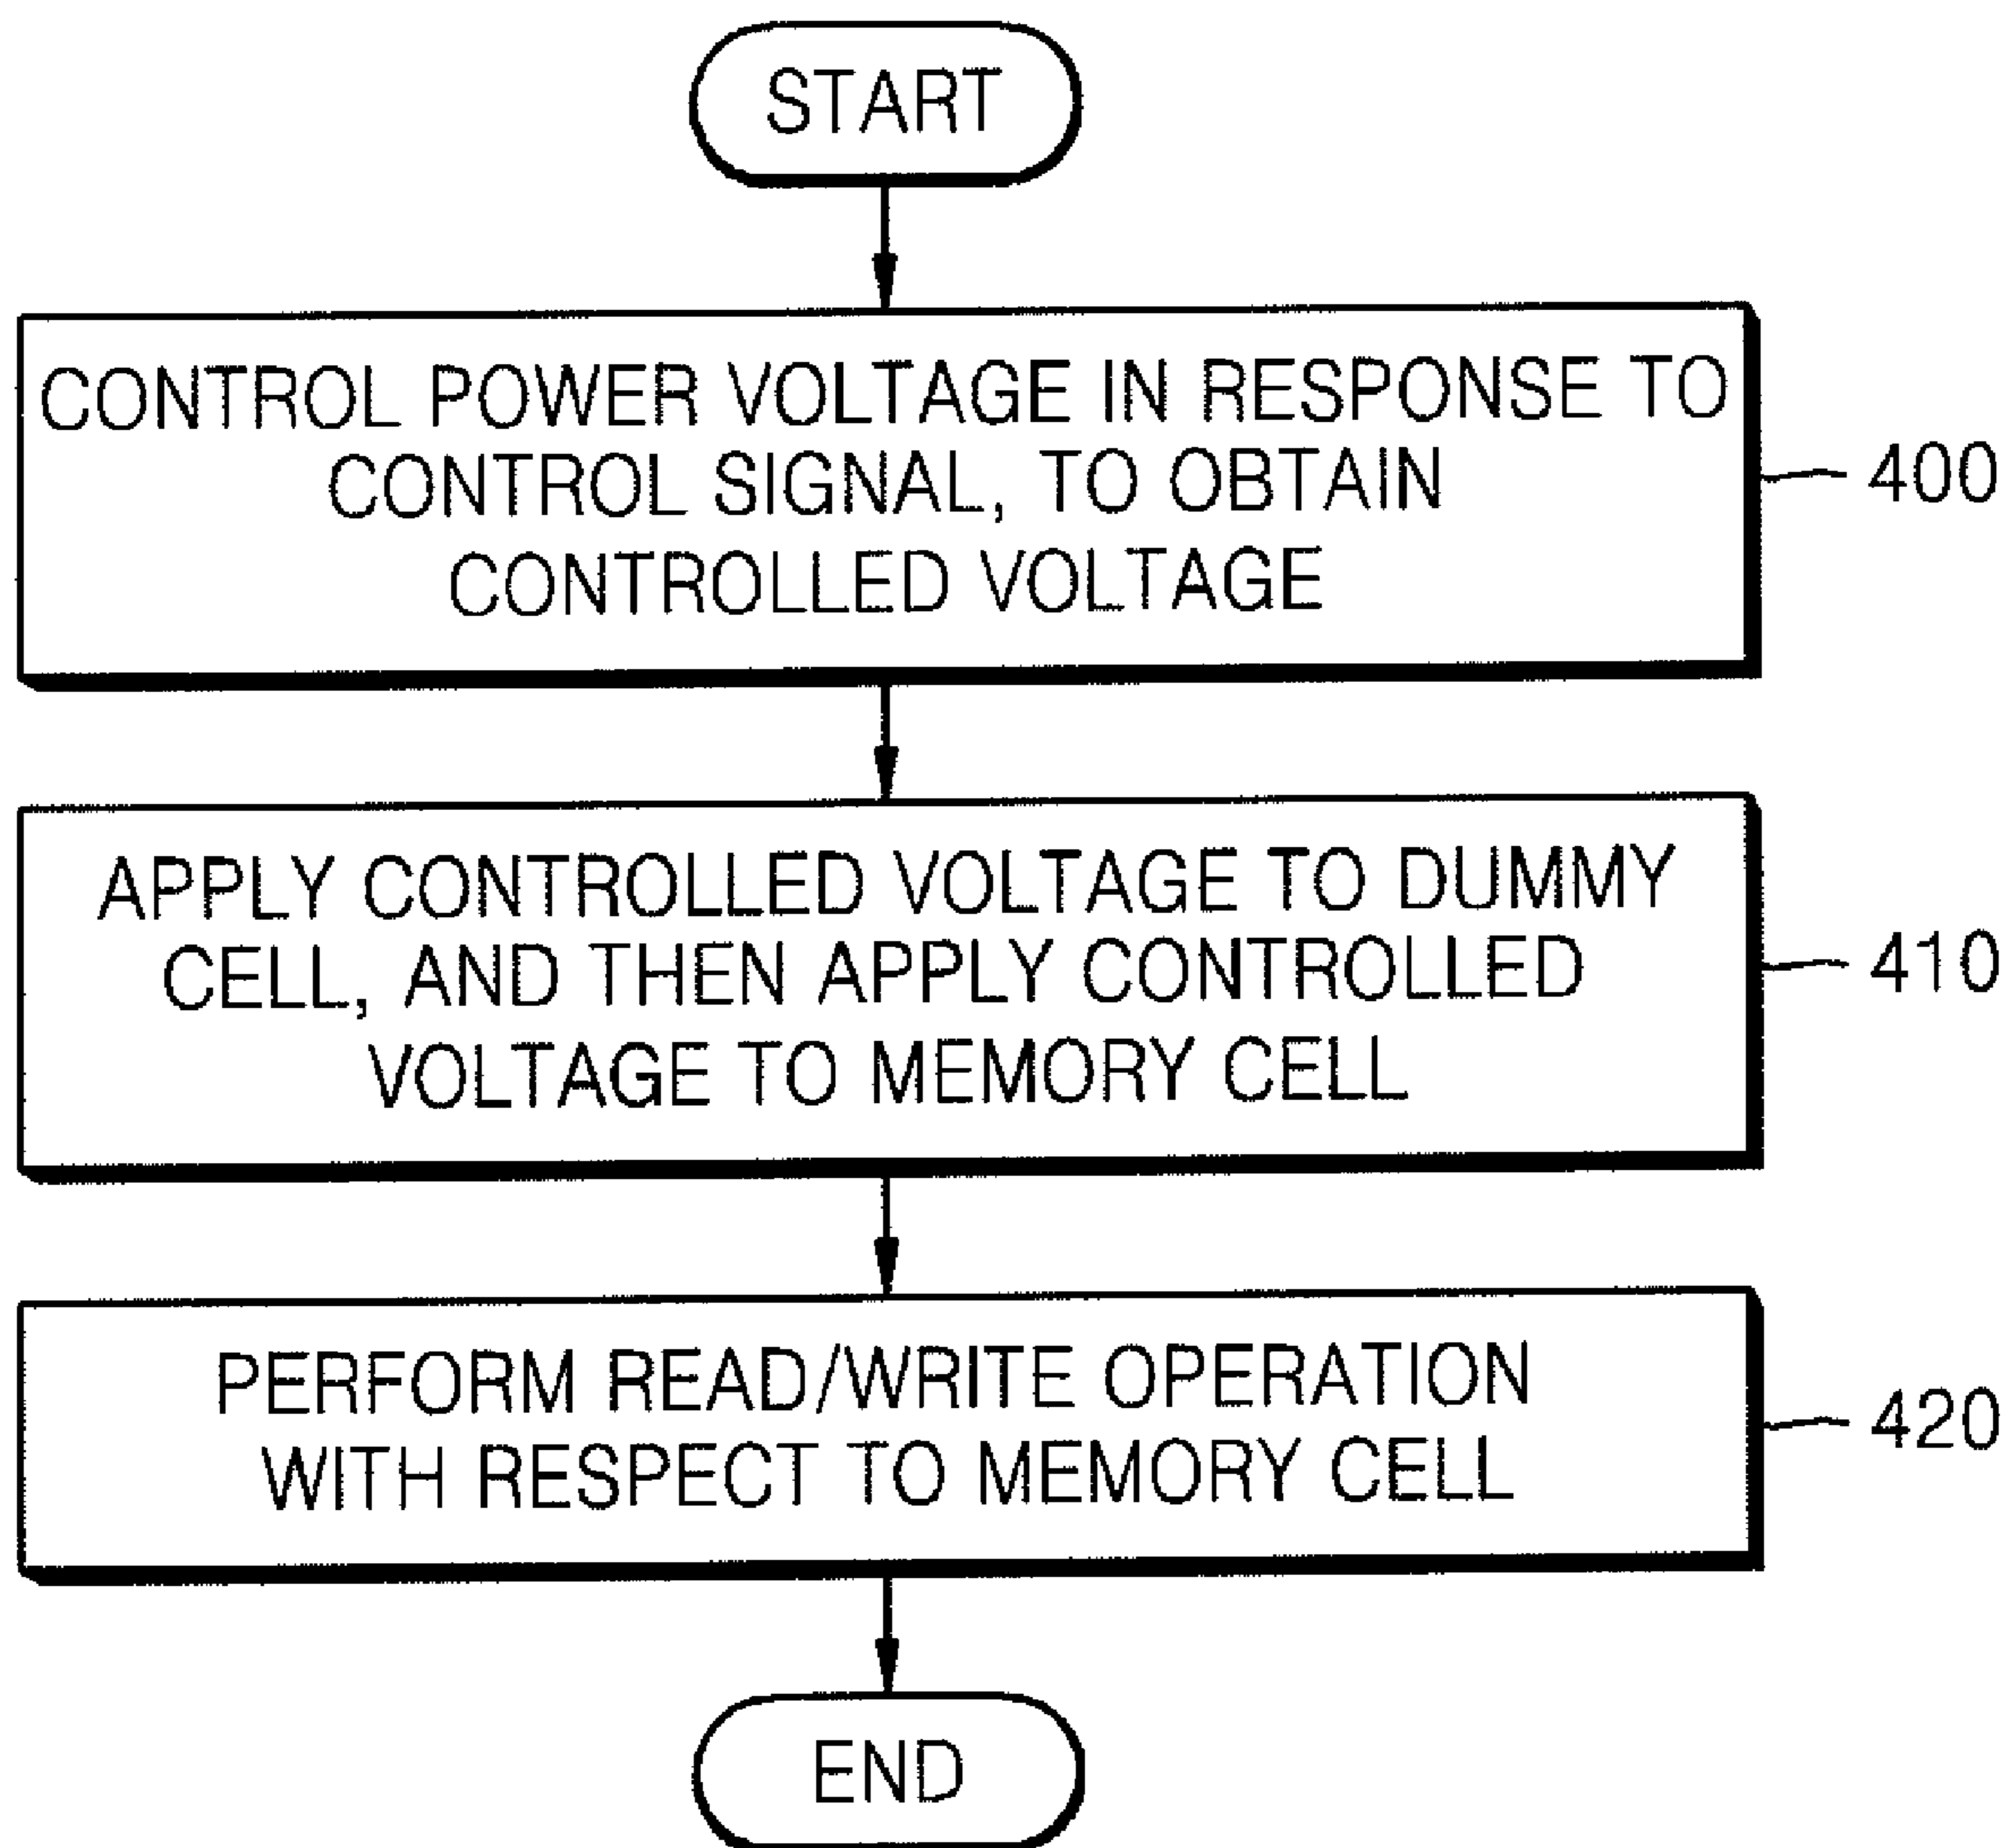 START
CONTROL POWER VOLTAGE IN RESPONSE TO
CONTROL SIGNAL, TO OBTAIN
CONTROLLED VOLTAGE
400
APPLY CONTROLLED VOLTAGE TO DUMMY
CELL, AND THEN APPLY CONTROLLED
VOLTAGE TO MEMORY CELL
410
PERFORM READ/WRITE OPERATION
WITH RESPECT TO MEMORY CELL
420
END